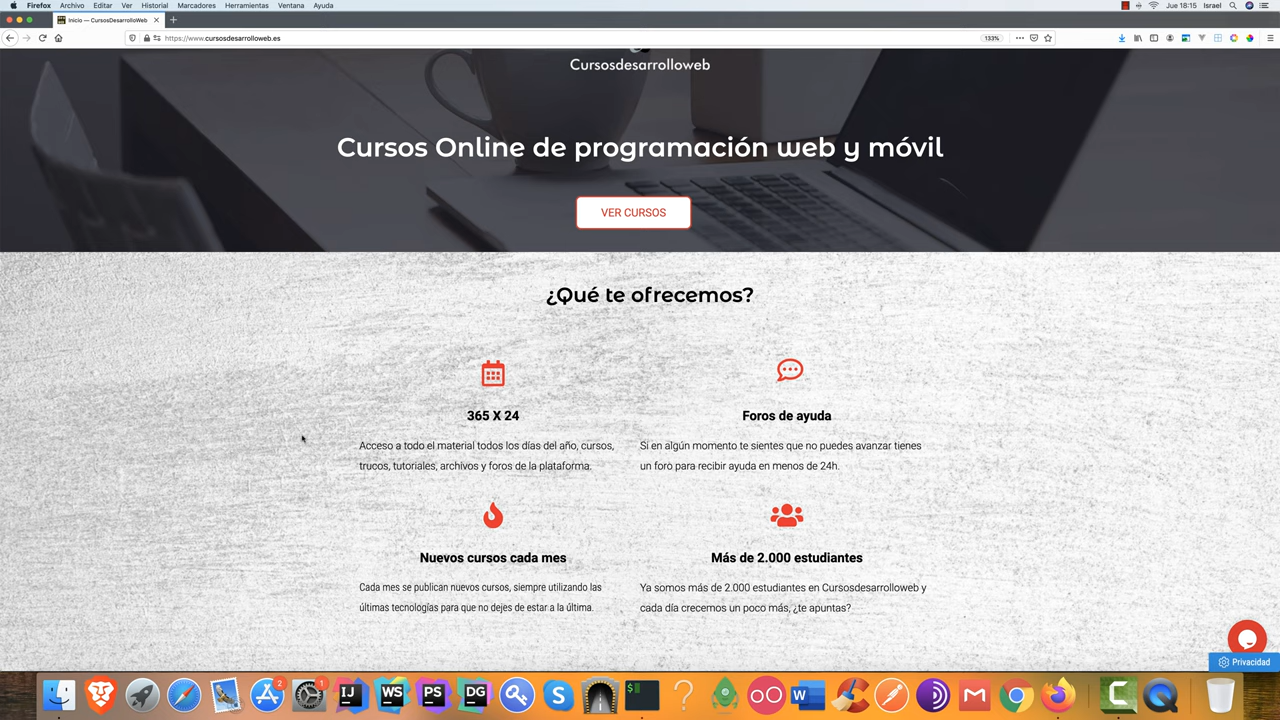 Firefox Archivo Editar Ver Historial Marcadores Herramientas Ventana Ayuda
Jue 18:15 Israel
Inicio — CursosDesarrolloWeb
https://www.cursosdesarrolloweb.es
133%
Cursosdesarrolloweb
Cursos Online de programación web y móvil
VER CURSOS
¿Qué te ofrecemos?
365 X 24
Acceso a todo el material todos los días del año, cursos,
trucos, tutoriales, archivos y foros de la plataforma.
Foros de ayuda
Si en algún momento te sientes que no puedes avanzar tienes
un foro para recibir ayuda en menos de 24h.
Nuevos cursos cada mes
Cada mes se publican nuevos cursos, siempre utilizando las
últimas tecnologías para que no dejes de estar a la última.
Más de 2.000 estudiantes
Ya somos más de 2.000 estudiantes en Cursosdesarrolloweb y
cada día crecemos un poco más, ¿te apuntas?
Privacidad
2
1
IJ
WS
PS
DG
S
$
?
W
C